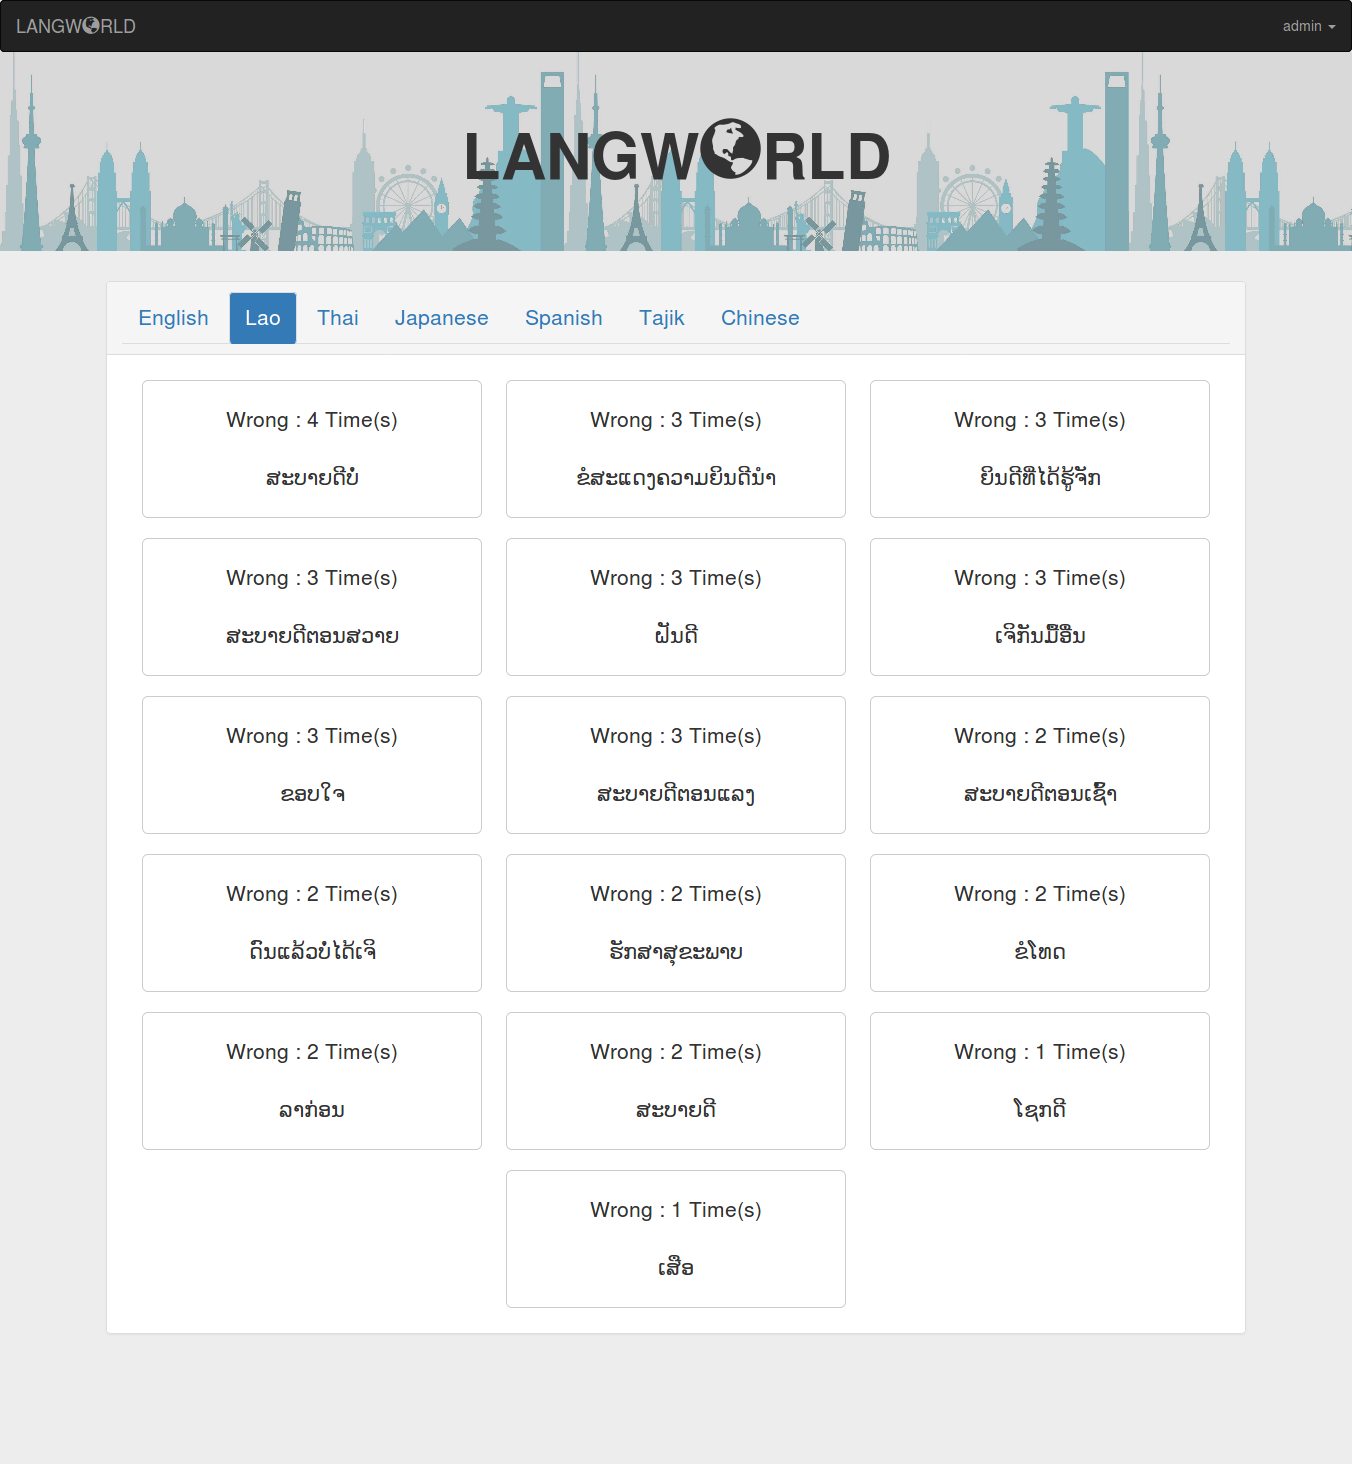 LANGWORLD
admin
LANGWORLD
English Lao Thai Japanese Spanish Tajik Chinese
Wrong : 4 Time(s)
ສະບາຍດີບໍ່
Wrong : 3 Time(s)
ຂໍສະແດງຄວາມຍິນດີນຳ
Wrong : 3 Time(s)
ຍິນດີທີ່ໄດ້ຮູ້ຈັກ
Wrong : 3 Time(s)
ສະບາຍດີຕອນສວາຍ
Wrong : 3 Time(s)
ຝັນດີ
Wrong : 3 Time(s)
ເຈິກັນມື້ອື່ນ
Wrong : 3 Time(s)
ຂອບໃຈ
Wrong : 3 Time(s)
ສະບາຍດີຕອນແລງ
Wrong : 2 Time(s)
ສະບາຍດີຕອນເຊົ້າ
Wrong : 2 Time(s)
ດົນແລ້ວບໍ່ໄດ້ເຈິ
Wrong : 2 Time(s)
ຮັກສາສຸຂະພາບ
Wrong : 2 Time(s)
ຂໍໂທດ
Wrong : 2 Time(s)
ລາກ່ອນ
Wrong : 2 Time(s)
ສະບາຍດີ
Wrong : 1 Time(s)
ໂຊກດີ
Wrong : 1 Time(s)
ເສືອ